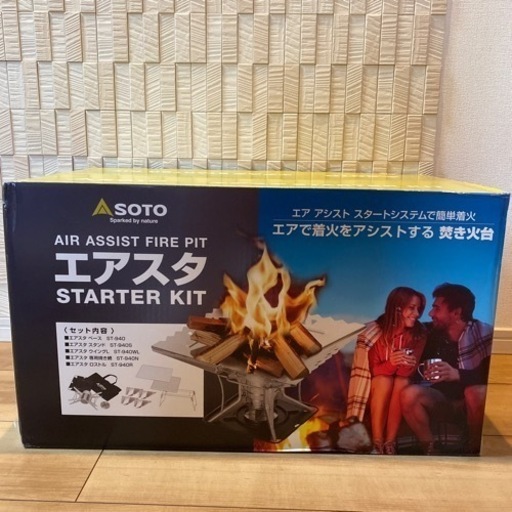 SOTO
Sparked by nature
AIR ASSIST FIRE PIT
エアスタ
STARTER KIT
〈セット内容〉
■エアスタ ベース ST-940
■エアスタ スタンド ST-940S
■エアスタ ウイングL ST-940WL
■エアスタ 専用焼き網 ST-940N
■エアスタ ロストル ST-940R
エア アシスト スタートシステムで簡単着火
エアで着火をアシストする 焚き火台